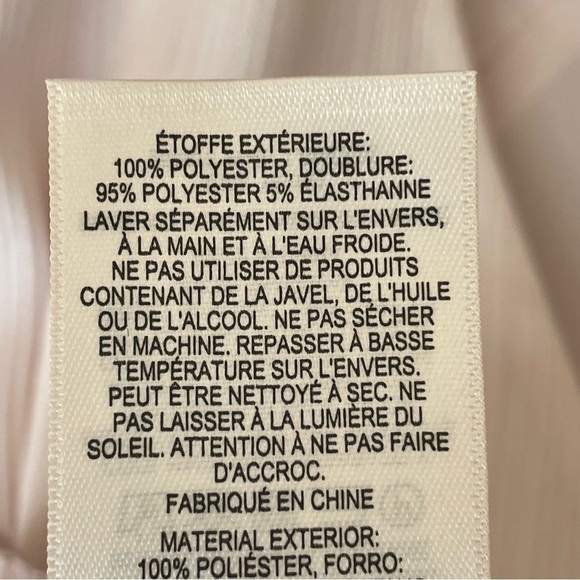 ÉTOFFE EXTÉRIEURE:
100% POLYESTER, DOUBLURE:
95% POLYESTER 5% ÉLASTHANNE
LAVER SÉPARÉMENT SUR L'ENVERS,
À LA MAIN ET À L'EAU FROIDE.
NE PAS UTILISER DE PRODUITS
CONTENANT DE LA JAVEL, DE L'HUILE
OU DE L'ALCOOL. NE PAS SÉCHER
EN MACHINE. REPASSER À BASSE
TEMPÉRATURE SUR L'ENVERS.
PEUT ÊTRE NETTOYÉ À SEC. NE
PAS LAISSER À LA LUMIÈRE DU
SOLEIL. ATTENTION À NE PAS FAIRE
D'ACCROC.
FABRIQUÉ EN CHINE
MATERIAL EXTERIOR:
100% POLIÉSTER, FORRO: